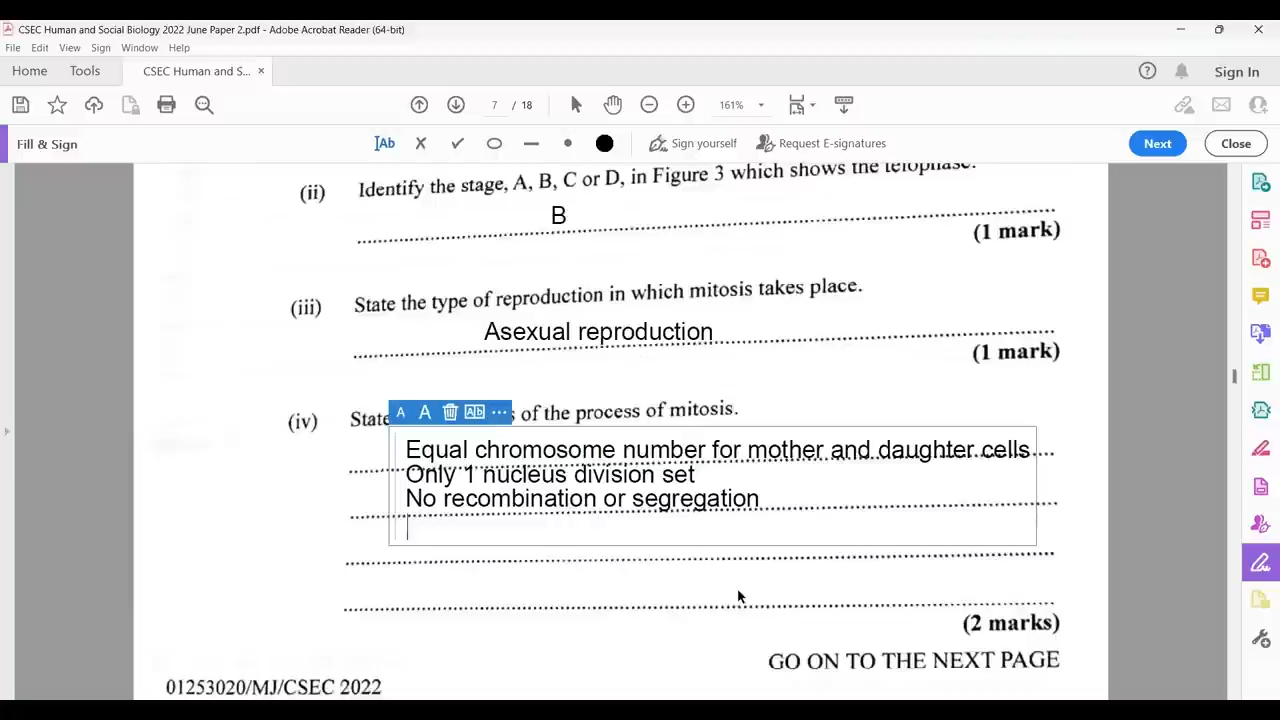 CSEC Human and Social Biology 2022 June Paper 2.pdf - Adobe Acrobat Reader (64-bit)
File Edit View Sign Window Help
Home Tools CSEC Human and S... × Sign In
7 / 18 161%
Fill & Sign Ab Sign yourself Request E-signatures Next Close
(ii) Identify the stage, A, B, C or D, in Figure 3 which shows the telophase.
B
(1 mark)
(iii) State the type of reproduction in which mitosis takes place.
Asexual reproduction
(1 mark)
A A Ab ...
(iv) State of the process of mitosis.
Equal chromosome number for mother and daughter cells
Only 1 nucleus division set
No recombination or segregation
(2 marks)
GO ON TO THE NEXT PAGE
01253020/MJ/CSEC 2022